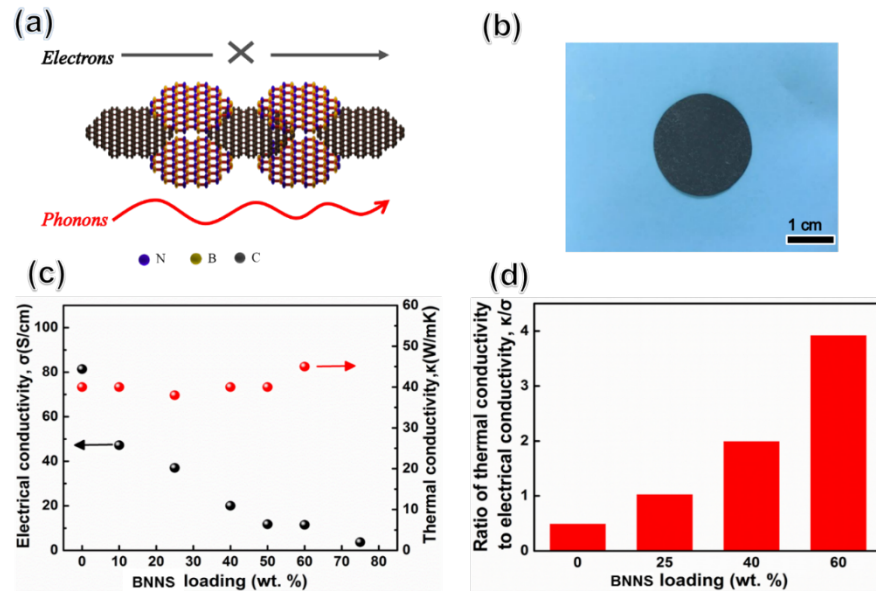 (a)
Electrons
Phonons
N B C
(b)
1 cm
(c)
Electrical conductivity, σ(S/cm)
100
80
60
40
20
0
Thermal conductivity,κ(W/mK)
60
50
40
30
20
10
0
0 10 20 30 40 50 60 70 80
BNNS loading (wt. %)
(d)
Ratio of thermal conductivity
to electrical conductivity, κ/σ
4
3
2
1
0
0 25 40 60
BNNS loading (wt. %)